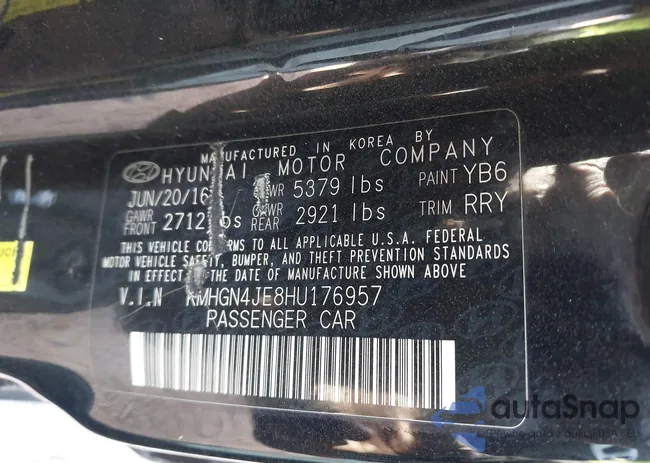 MANUFACTURED IN KOREA BY
HYUNDAI MOTOR COMPANY
JUN/20/16 GVWR 5379 lbs PAINT YB6
GAWR FRONT 2712 lbs GAWR REAR 2921 lbs TRIM RRY
THIS VEHICLE CONFORMS TO ALL APPLICABLE U.S.A. FEDERAL
MOTOR VEHICLE SAFETY, BUMPER, AND THEFT PREVENTION STANDARDS
IN EFFECT ON THE DATE OF MANUFACTURE SHOWN ABOVE
V.I.N KMHGN4JE8HU176957
PASSENGER CAR
autaSnap